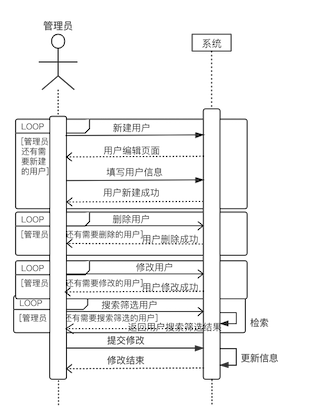 管理员
系统
LOOP
新建用户
[管理员
还有需
要新建
的用户]
用户编辑页面
填写用户信息
用户新建成功
LOOP
删除用户
[管理员 还有需要删除的用户]
用户删除成功
LOOP
修改用户
[管理员 还有需要修改的用户]
用户修改成功
LOOP
搜索筛选用户
[管理员 还有需要搜索筛选的用户]
返回用户搜索筛选结果
检索
提交修改
更新信息
修改结束